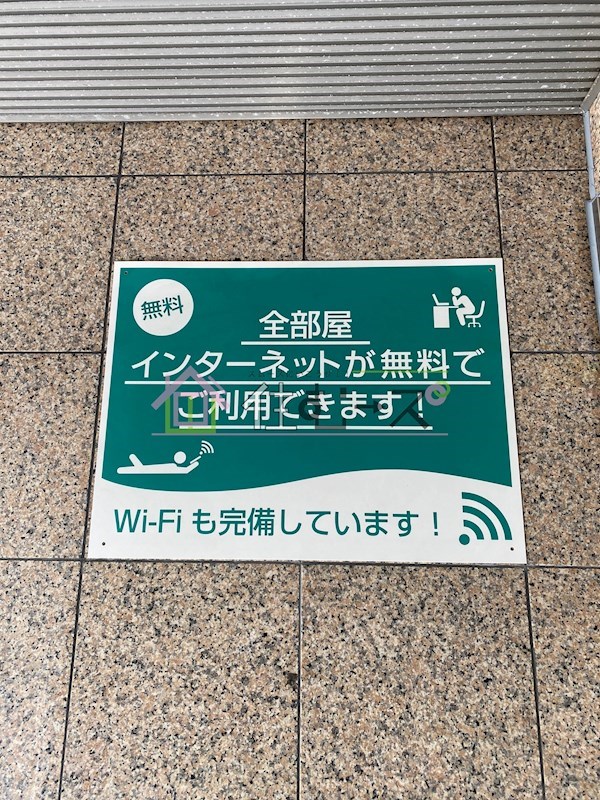 無料
全部屋
インターネットが無料で
ご利用できます！
Wi-Fi も完備しています！